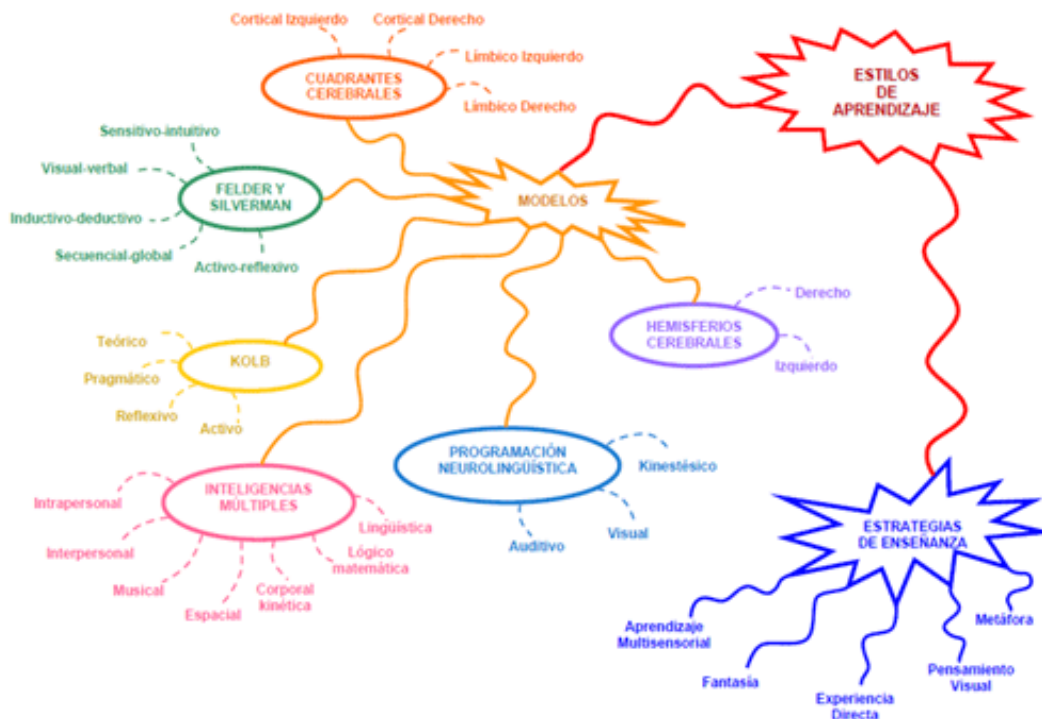 Cortical Izquierdo
Cortical Derecho
Límbico Izquierdo
Límbico Derecho
CUADRANTES
CEREBRALES
ESTILOS
DE
APRENDIZAJE
MODELOS
Sensitivo-intuitivo
Visual-verbal
Inductivo-deductivo
Secuencial-global
Activo-reflexivo
FELDER Y
SILVERMAN
Derecho
HEMISFERIOS
CEREBRALES
Izquierdo
Teórico
Pragmático
Reflexivo
Activo
KOLB
PROGRAMACIÓN
NEUROLINGÜÍSTICA
Kinestésico
Visual
Auditivo
INTELIGENCIAS
MÚLTIPLES
Intrapersonal
Interpersonal
Musical
Espacial
Corporal
kinética
Lógico
matemática
Lingüística
ESTRATEGIAS
DE ENSEÑANZA
Aprendizaje
Multisensorial
Fantasía
Experiencia
Directa
Pensamiento
Visual
Metáfora